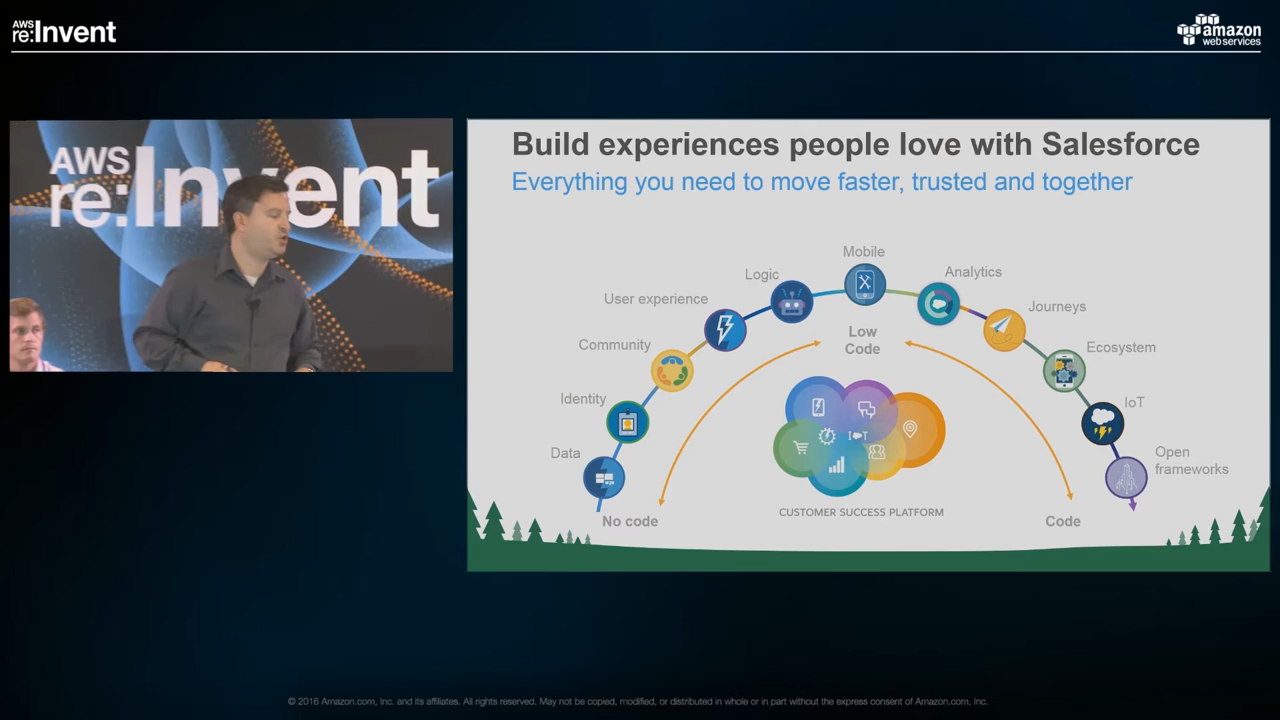 AWS
re:Invent
amazon
web services
AWS
re:Invent
Build experiences people love with Salesforce
Everything you need to move faster, trusted and together
Mobile
Logic
Analytics
User experience
Journeys
Low
Code
Community
Ecosystem
Identity
IoT
IoT
Data
Open
frameworks
CUSTOMER SUCCESS PLATFORM
No code
Code
© 2016 Amazon.com, Inc. and its affiliates. All rights reserved. May not be copied, modified, or distributed in whole or in part without the express consent of Amazon.com, Inc.